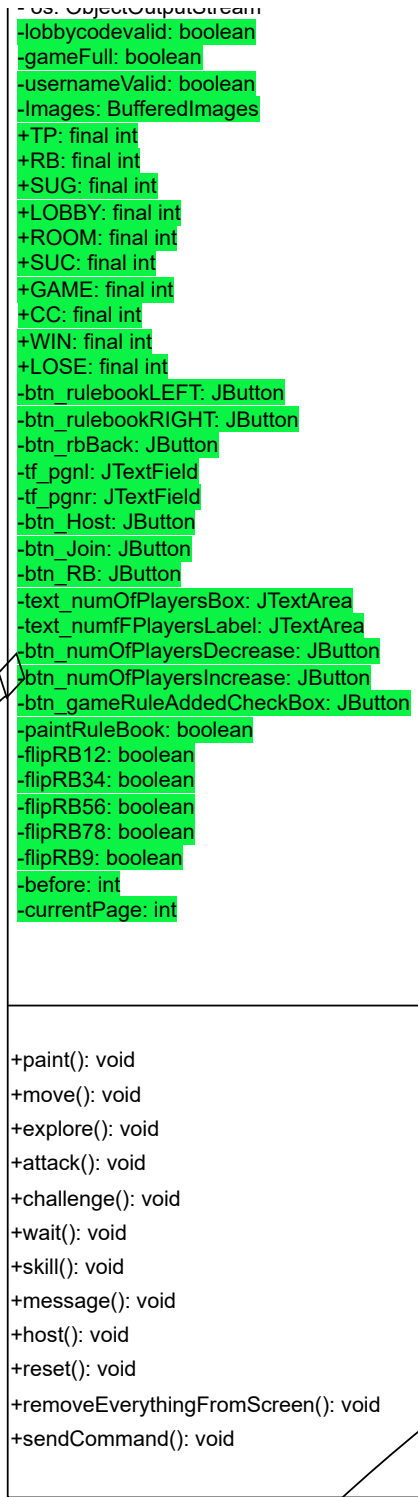 - os: ObjectOutputStream
-lobbycodevalid: boolean
-gameFull: boolean
-usernameValid: boolean
-Images: BufferedImages
+TP: final int
+RB: final int
+SUG: final int
+LOBBY: final int
+ROOM: final int
+SUC: final int
+GAME: final int
+CC: final int
+WIN: final int
+LOSE: final int
-btn_rulebookLEFT: JButton
-btn_rulebookRIGHT: JButton
-btn_rbBack: JButton
-tf_pgnl: JTextField
-tf_pgnr: JTextField
-btn_Host: JButton
-btn_Join: JButton
-btn_RB: JButton
-text_numOfPlayersBox: JTextArea
-text_numfFPlayersLabel: JTextArea
-btn_numOfPlayersDecrease: JButton
-btn_numOfPlayersIncrease: JButton
-btn_gameRuleAddedCheckBox: JButton
-paintRuleBook: boolean
-flipRB12: boolean
-flipRB34: boolean
-flipRB56: boolean
-flipRB78: boolean
-flipRB9: boolean
-before: int
-currentPage: int
+paint(): void
+move(): void
+explore(): void
+attack(): void
+challenge(): void
+wait(): void
+skill(): void
+message(): void
+host(): void
+reset(): void
+removeEverythingFromScreen(): void
+sendCommand(): void